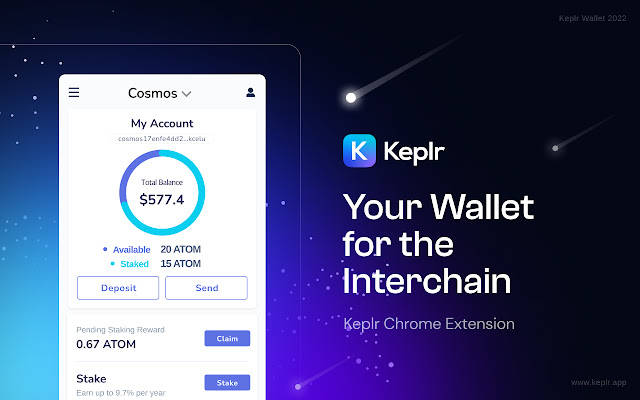 Keplr Wallet 2022
Cosmos
My Account
cosmos17enfe4dd2...kcelu
Total Balance
$577.4
Available 20 ATOM
Staked 15 ATOM
Deposit Send
Pending Staking Reward
0.67 ATOM
Claim
Stake
Earn up to 9.7% per year
Stake
K Keplr
Your Wallet
for the
Interchain
Keplr Chrome Extension
www.keplr.app